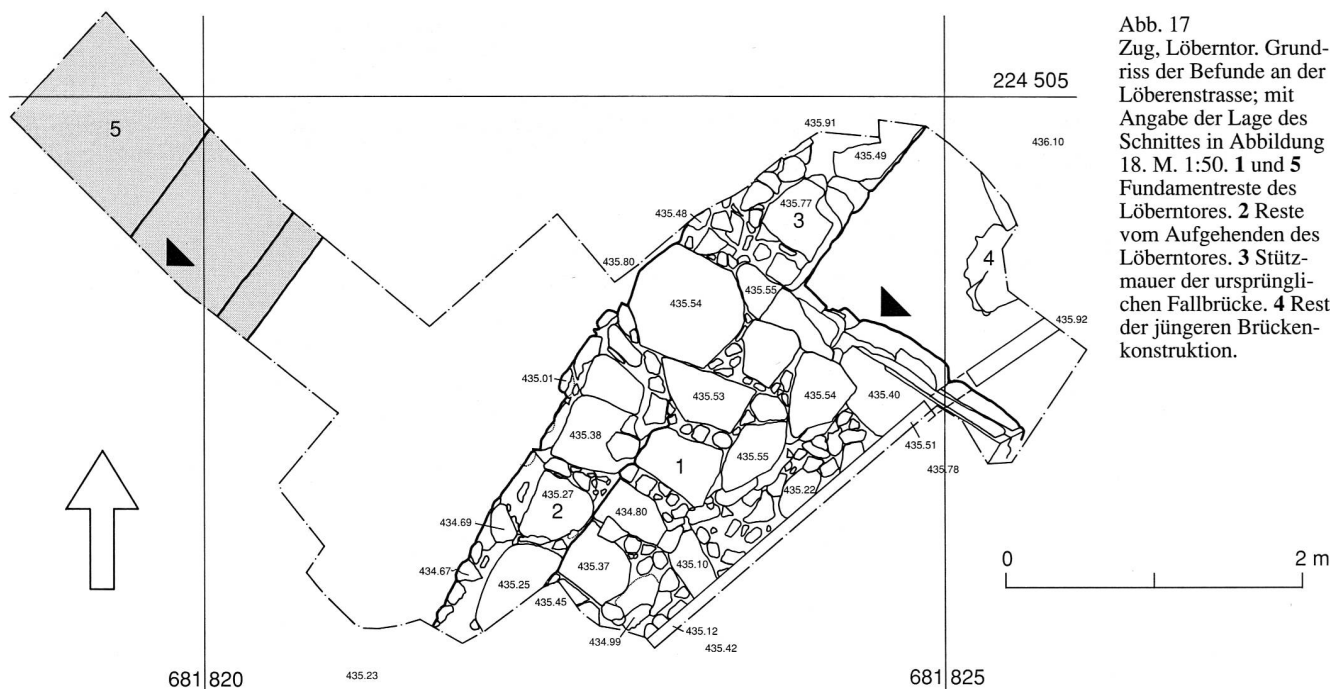 Abb. 17
Zug, Löberntor. Grund-
riss der Befunde an der
Löberenstrasse; mit
Angabe der Lage des
Schnittes in Abbildung
18. M. 1:50. 1 und 5
Fundamentreste des
Löberntores. 2 Reste
vom Aufgehenden des
Löberntores. 3 Stütz-
mauer der ursprüngli-
chen Fallbrücke. 4 Rest
der jüngeren Brücken-
konstruktion.
224 505
5
435.91
436.10
435.49
435.77
3
435.48
4
435.80
435.55
435.54
435.92
435.01
435.53
435.54
435.40
435.38
435.51
1
435.55
435.78
435.27
435.22
2
434.80
434.69
434.67
435.37
435.10
435.25
435.45
0
2 m
434.99
435.12
435.42
435.23
681 820
681 825